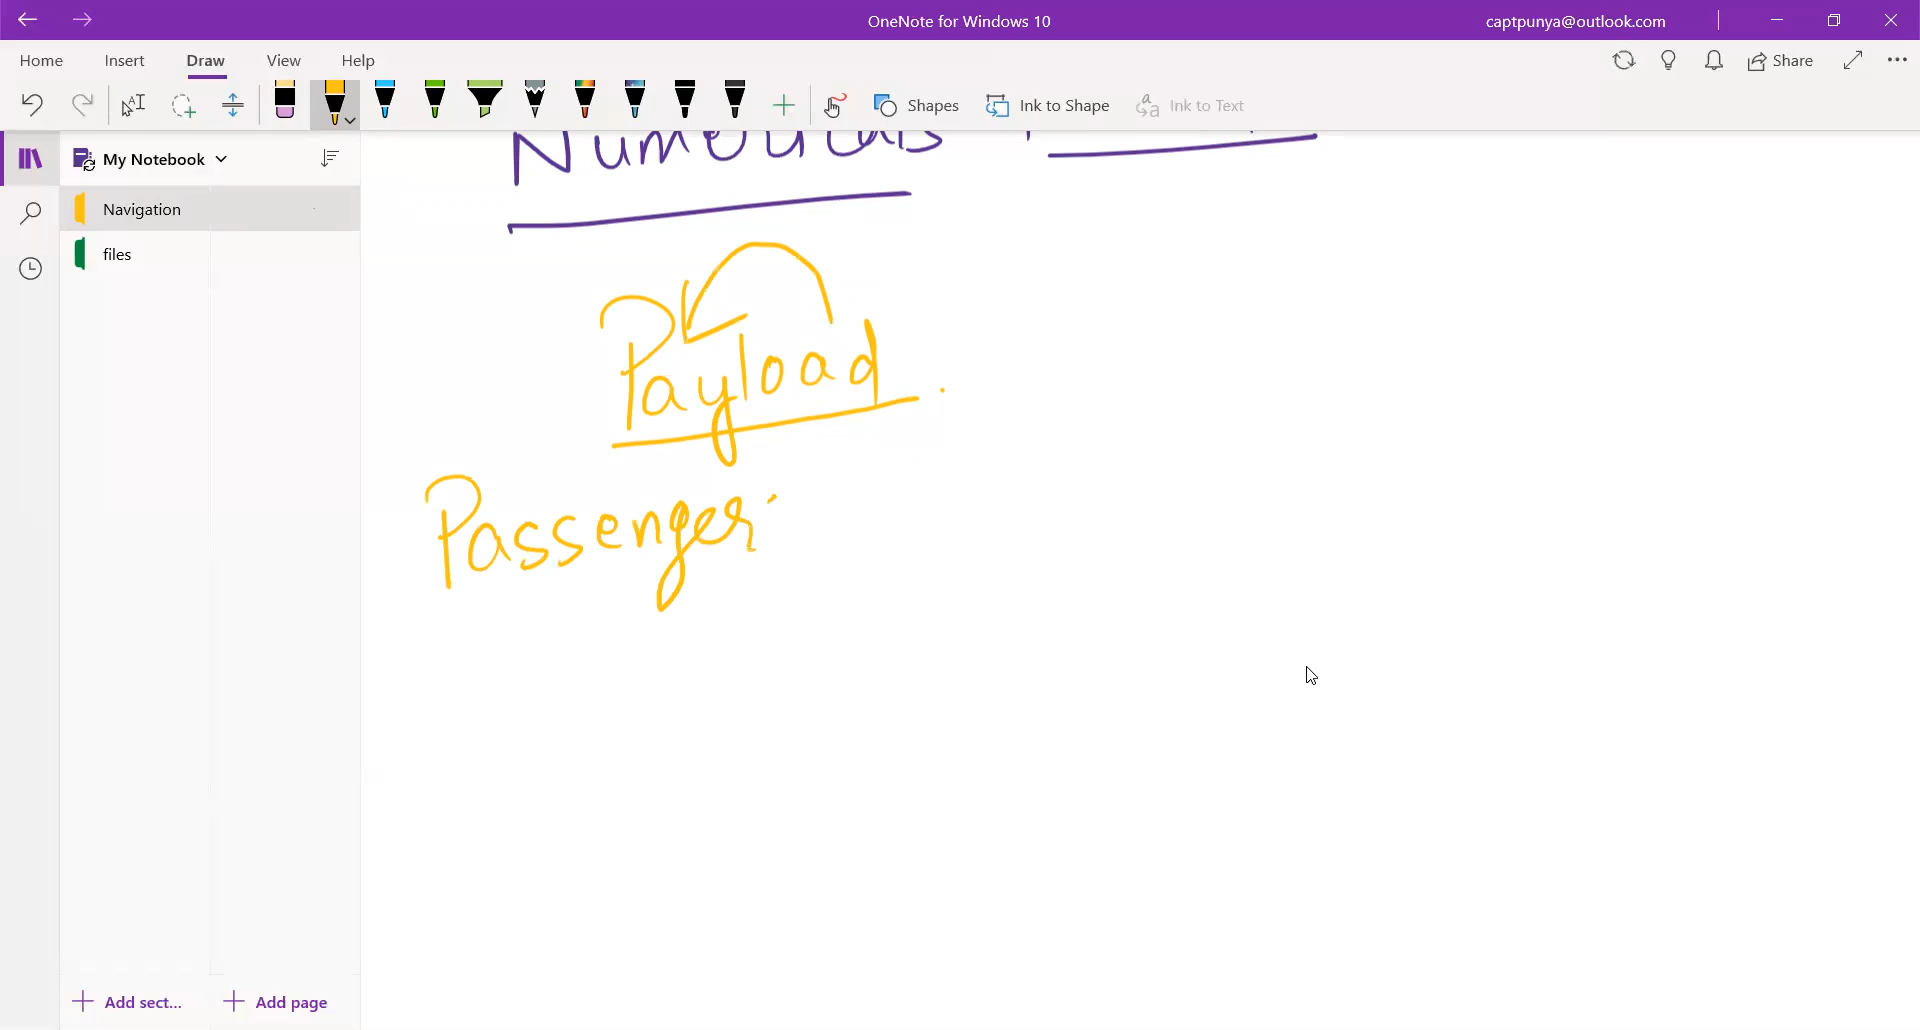 OneNote for Windows 10
captpunya@outlook.com
Home Insert Draw View Help
Share
Shapes Ink to Shape Ink to Text
My Notebook
Navigation
files
Numericals
Payload.
Passenger
Add sect...
Add page